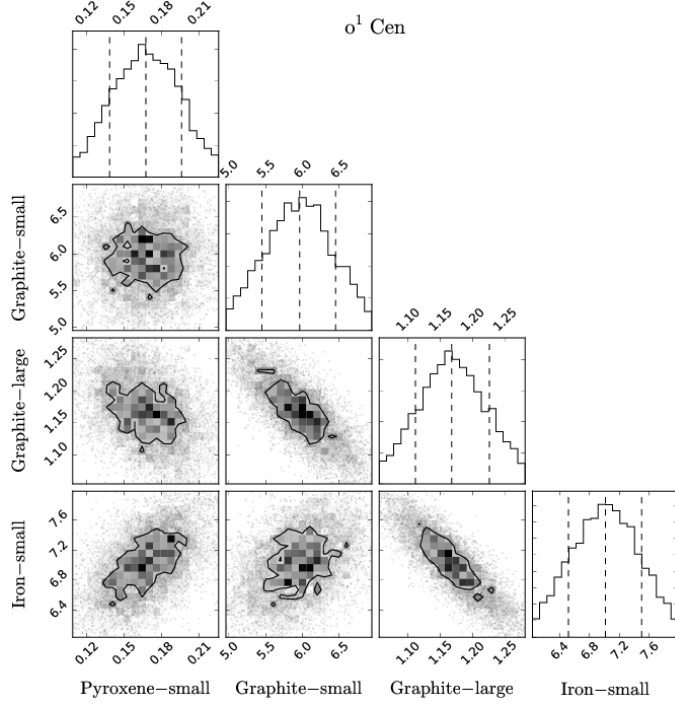 0.12 0.15 0.18 0.21
o¹ Cen
5.0 5.5 6.0 6.5
Graphite−small
6.5
6.0
5.5
5.0
1.10 1.15 1.20 1.25
Graphite−large
1.25
1.20
1.15
1.10
Iron−small
7.6
7.2
6.8
6.4
0.12 0.15 0.18 0.21 5.0 5.5 6.0 6.5 1.10 1.15 1.20 1.25 6.4 6.8 7.2 7.6
Pyroxene−small Graphite−small Graphite−large Iron−small